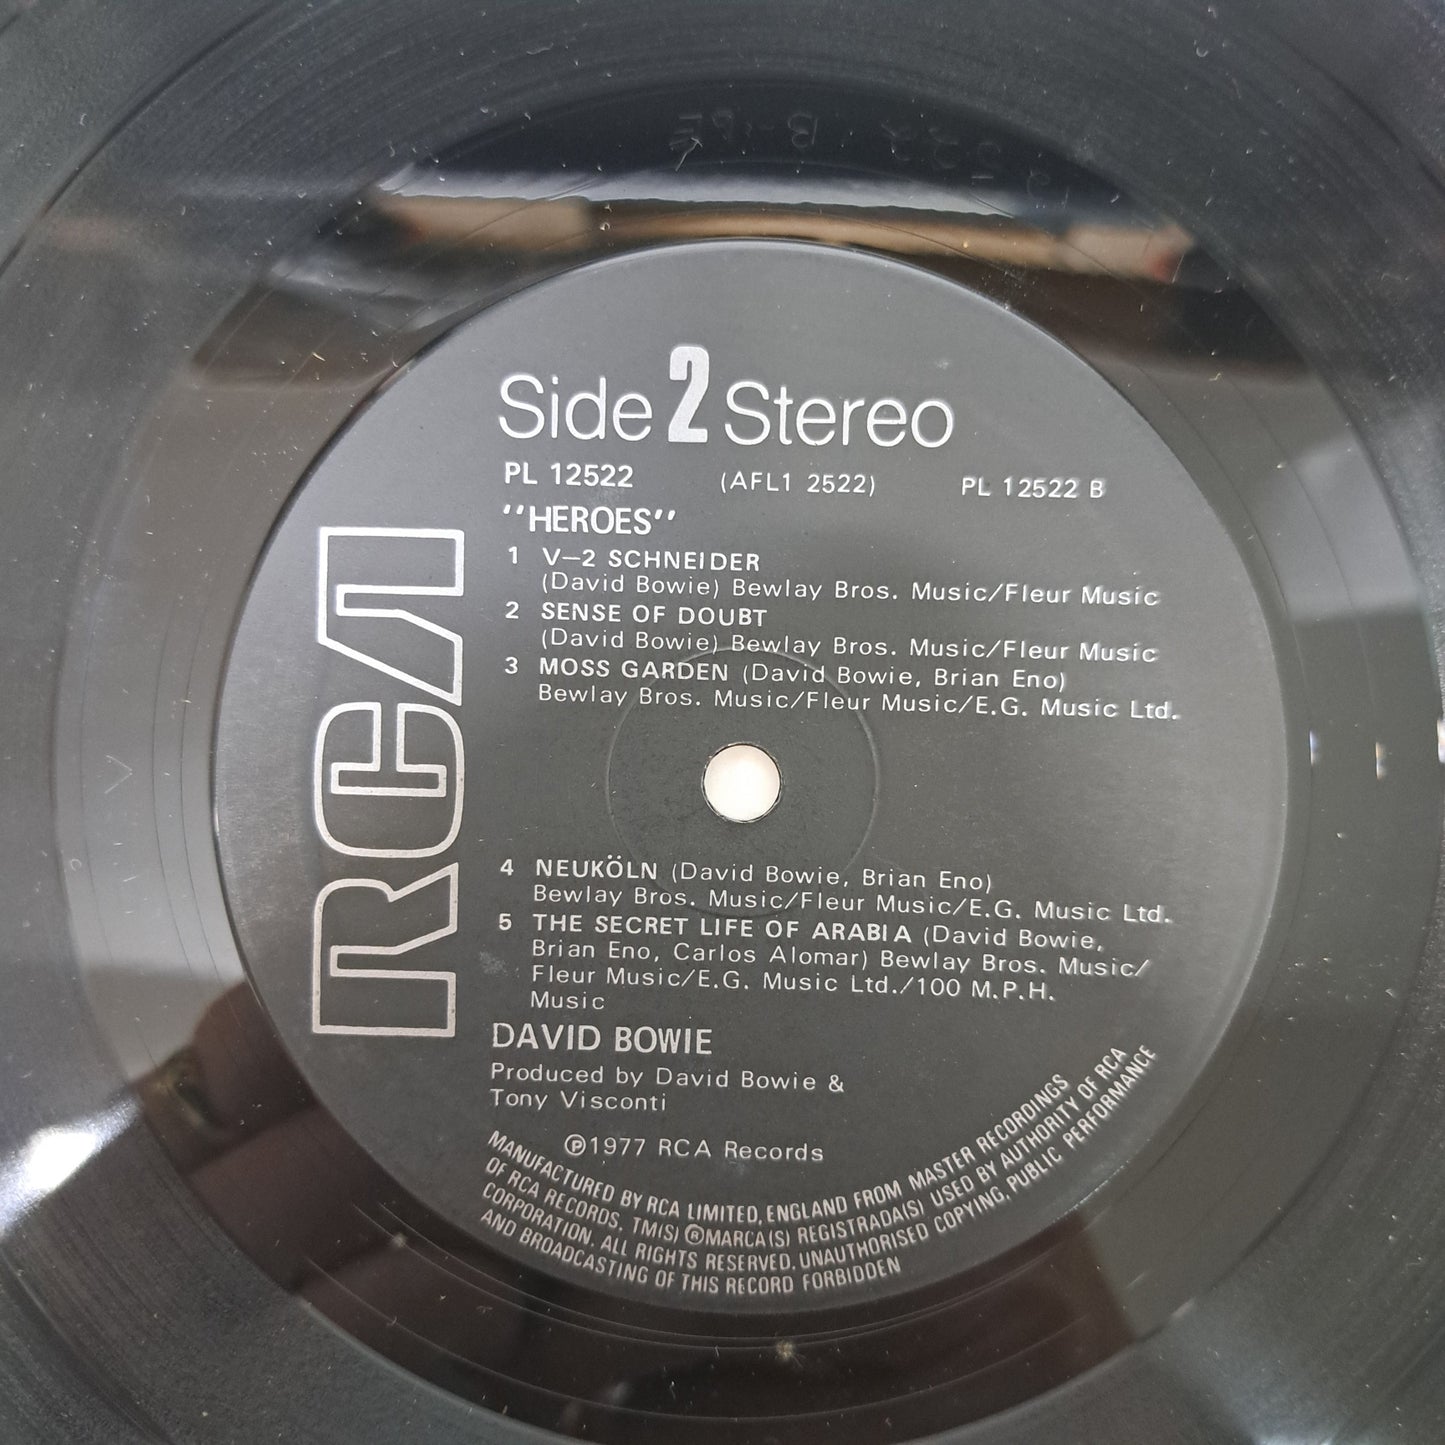 Side 2 Stereo
PL 12522 (AFL1 2522) PL 12522 B
"HEROES"
1 V–2 SCHNEIDER
(David Bowie) Bewlay Bros. Music/Fleur Music
2 SENSE OF DOUBT
(David Bowie) Bewlay Bros. Music/Fleur Music
3 MOSS GARDEN (David Bowie, Brian Eno)
Bewlay Bros. Music/Fleur Music/E.G. Music Ltd.
RCA
4 NEUKÖLN (David Bowie, Brian Eno)
Bewlay Bros. Music/Fleur Music/E.G. Music Ltd.
5 THE SECRET LIFE OF ARABIA (David Bowie,
Brian Eno, Carlos Alomar) Bewlay Bros. Music/
Fleur Music/E.G. Music Ltd./100 M.P.H.
Music
DAVID BOWIE
Produced by David Bowie &
Tony Visconti
Ⓟ1977 RCA Records
MANUFACTURED BY RCA LIMITED, ENGLAND FROM MASTER RECORDINGS
OF RCA RECORDS. TM(S) ® MARCA(S) REGISTRADA(S) USED BY AUTHORITY OF RCA
CORPORATION. ALL RIGHTS RESERVED. UNAUTHORISED COPYING, PUBLIC PERFORMANCE
AND BROADCASTING OF THIS RECORD FORBIDDEN